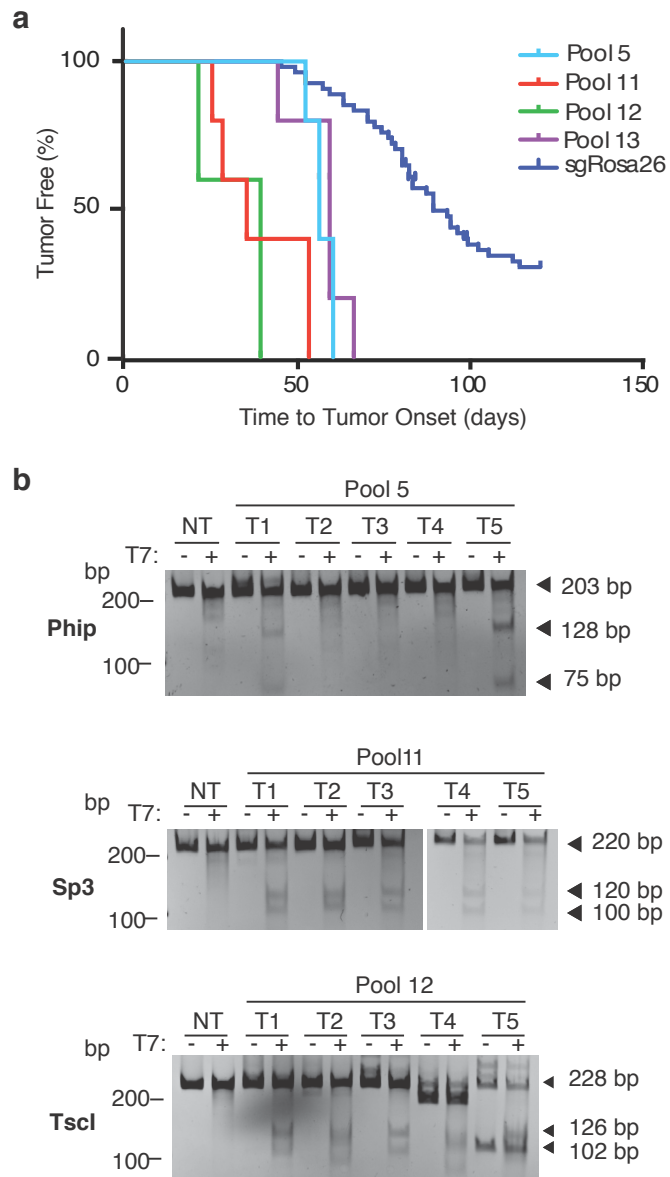 a
100
50
0
Tumor Free (%)
0 50 100 150
Time to Tumor Onset (days)
Pool 5
Pool 11
Pool 12
Pool 13
sgRosa26
b
Pool 5
NT T1 T2 T3 T4 T5
T7: - + - + - + - + - + - +
bp
200
100
Phip
203 bp
128 bp
75 bp
Pool11
NT T1 T2 T3 T4 T5
T7: - + - + - + - + - + - +
bp
200
100
Sp3
220 bp
120 bp
100 bp
Pool 12
NT T1 T2 T3 T4 T5
T7: - + - + - + - + - + - +
bp
200
100
TscI
228 bp
126 bp
102 bp